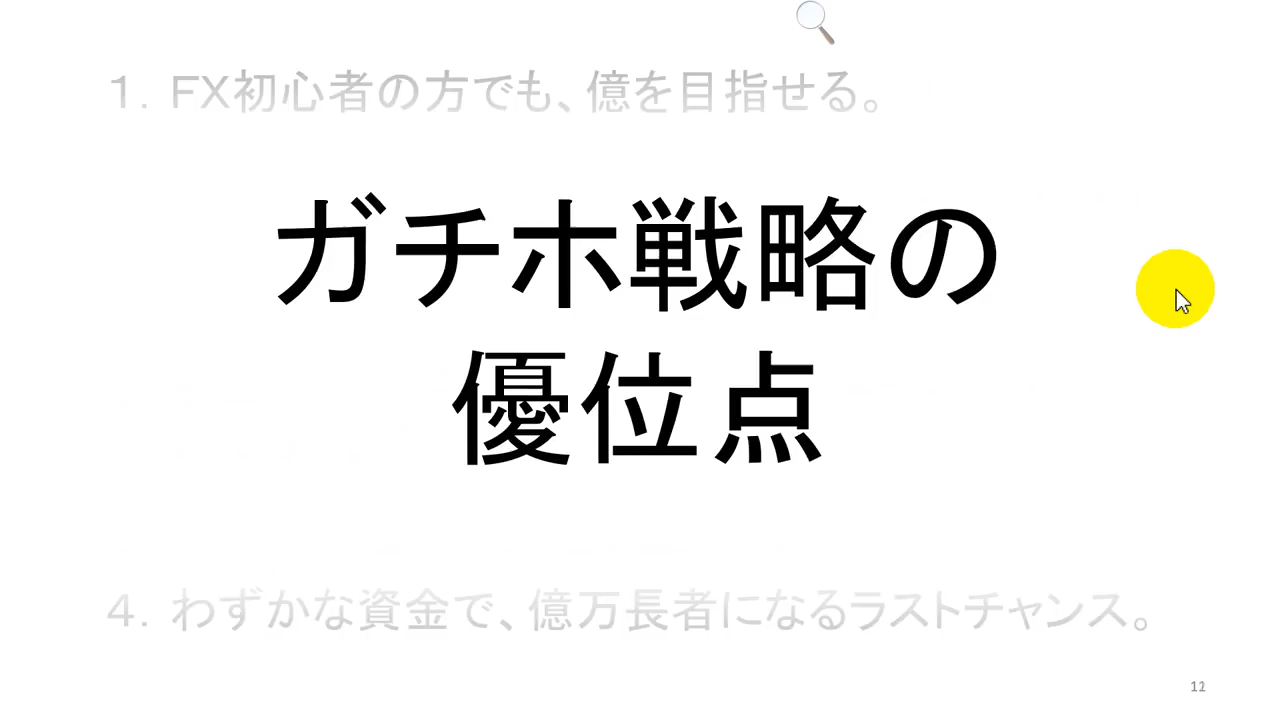 １．ＦＸ初心者の方でも、億を目指せる。
ガチホ戦略の
優位点
４．わずかな資金で、億万長者になるラストチャンス。
12